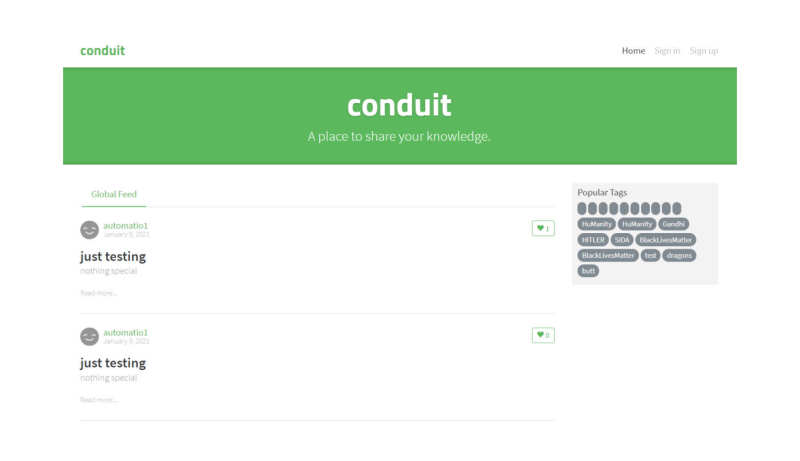 conduit
Home Sign in Sign up
conduit
A place to share your knowledge.
Global Feed
automatio1
January 9, 2021
1
just testing
nothing special
Read more...
automatio1
January 9, 2021
0
just testing
nothing special
Read more...
Popular Tags
HuManity HuManity Gandhi
HITLER SIDA BlackLivesMatter
BlackLivesMatter test dragons
butt